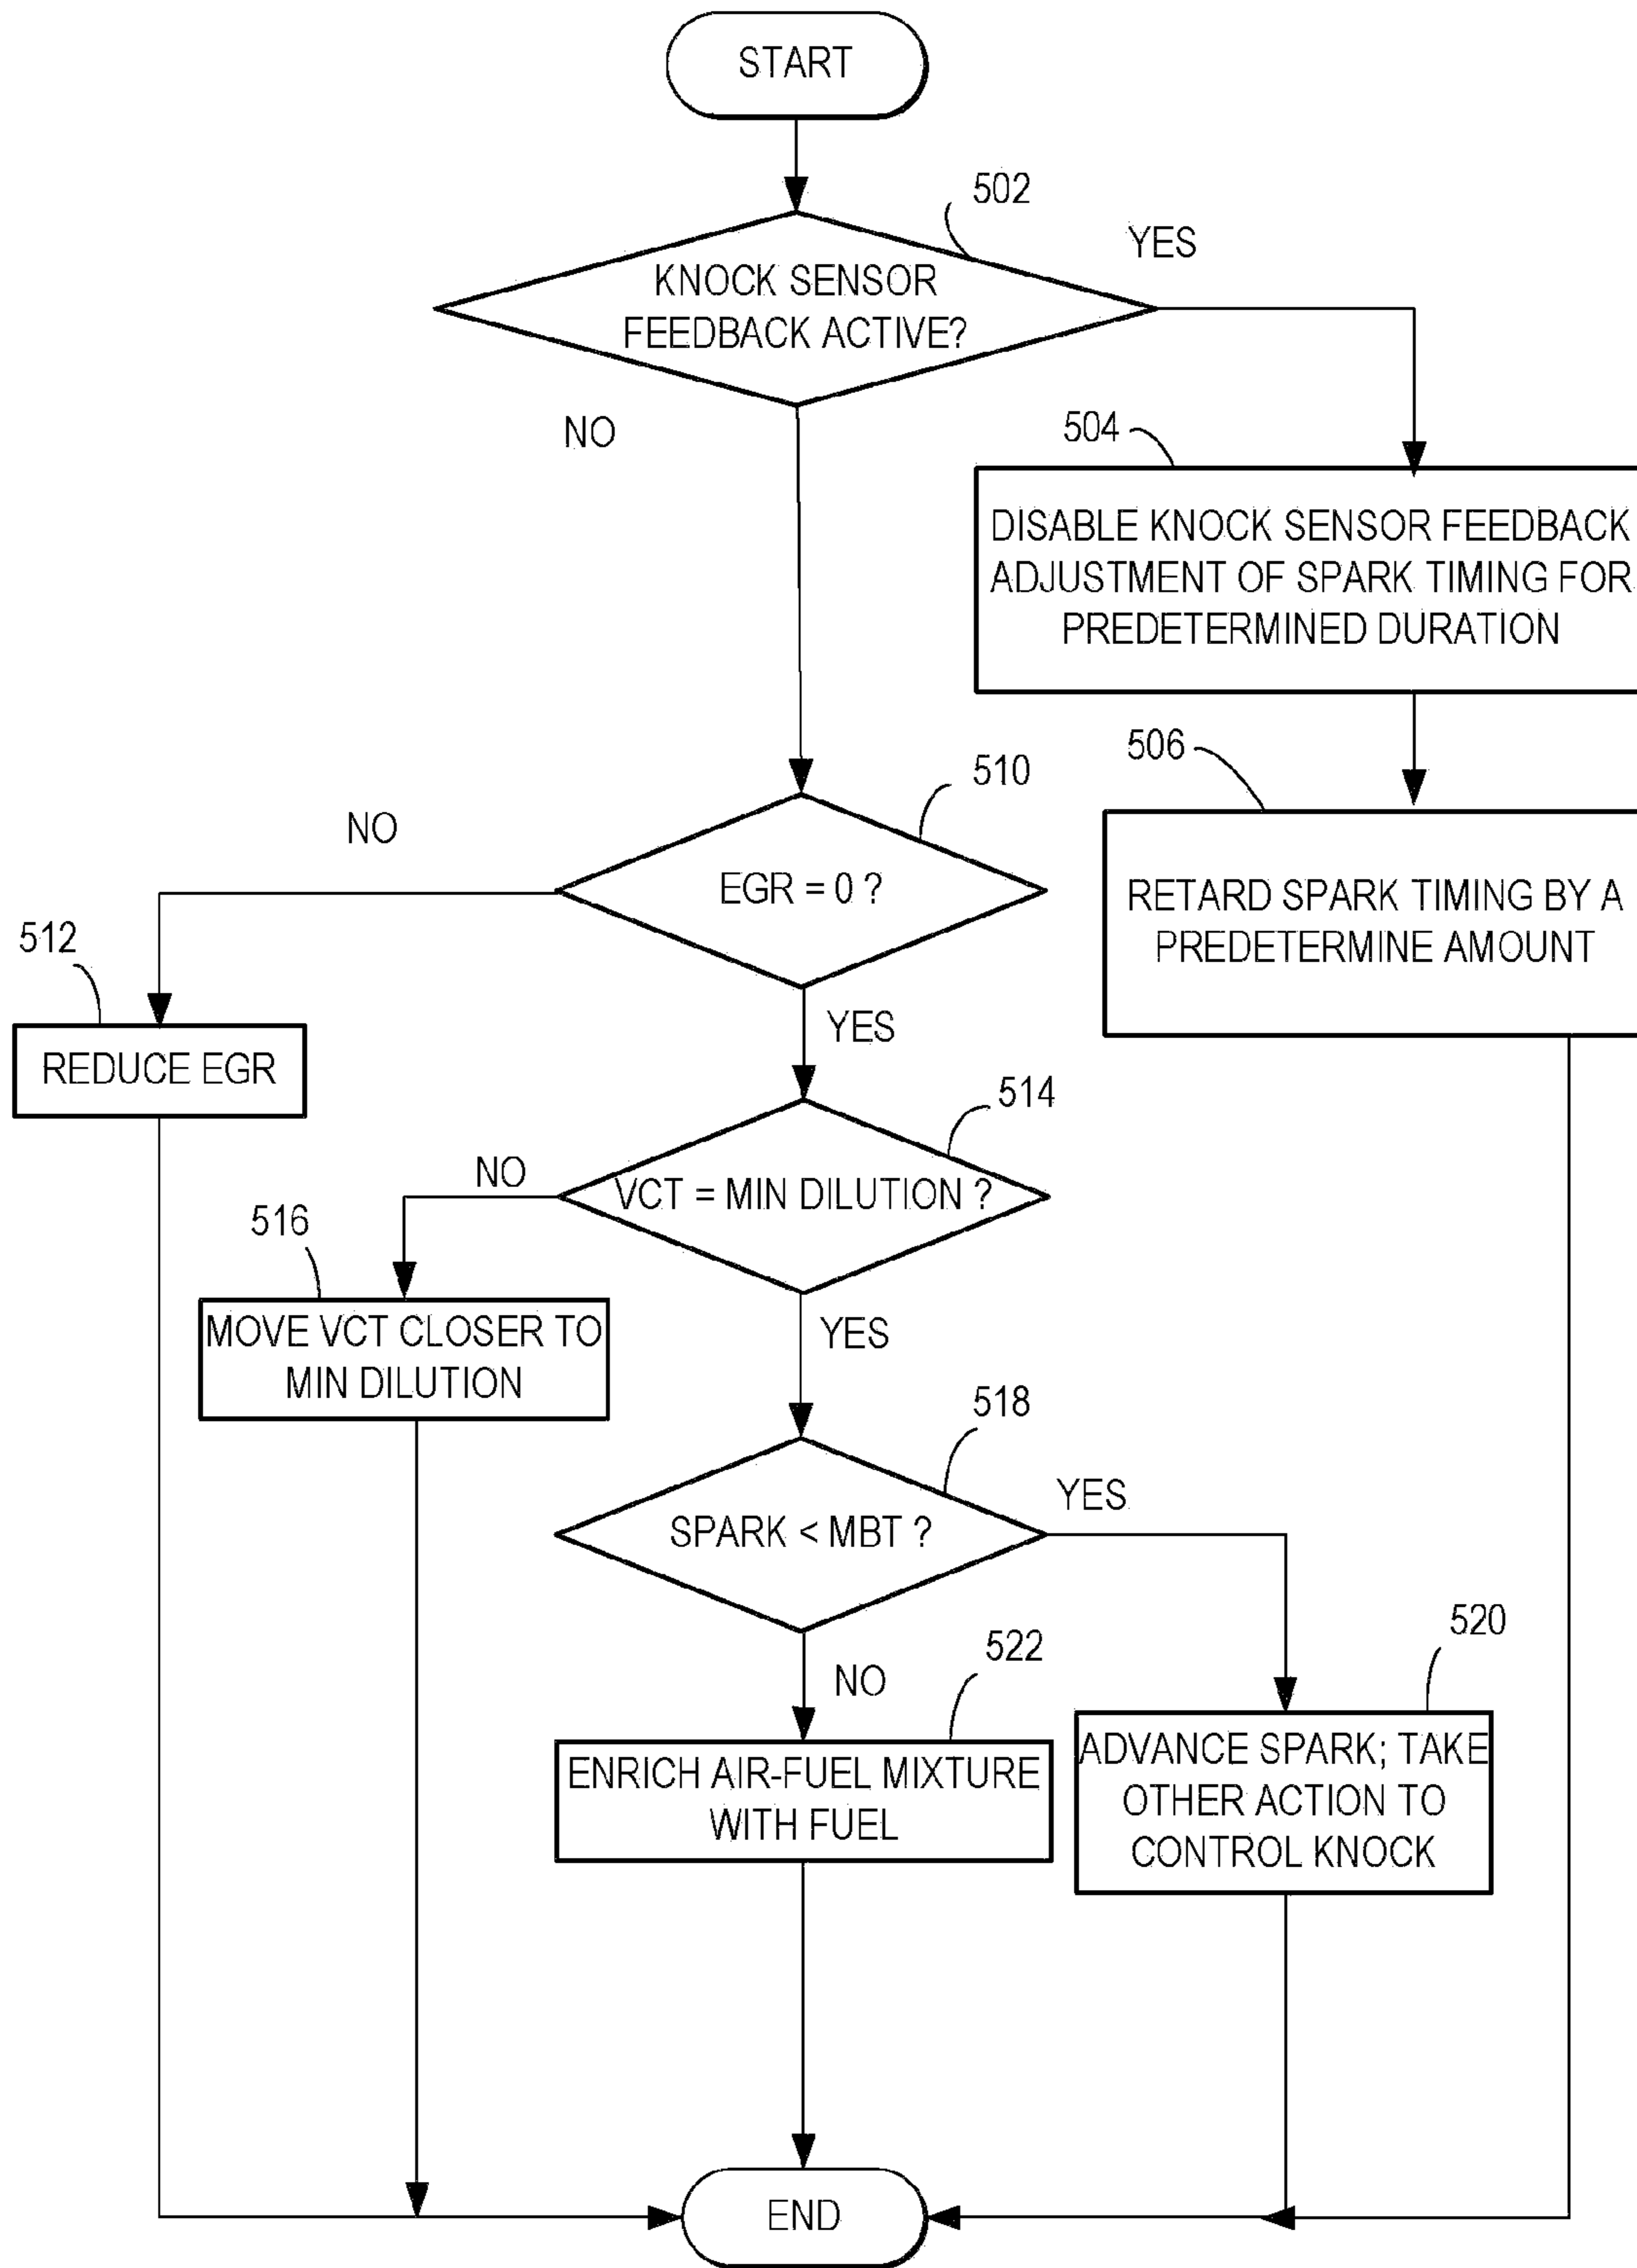 START
502
YES
KNOCK SENSOR
FEEDBACK ACTIVE?
NO
504
DISABLE KNOCK SENSOR FEEDBACK
ADJUSTMENT OF SPARK TIMING FOR
PREDETERMINED DURATION
506
RETARD SPARK TIMING BY A
PREDETERMINE AMOUNT
510
NO
EGR = 0 ?
512
REDUCE EGR
YES
514
NO
VCT = MIN DILUTION ?
516
MOVE VCT CLOSER TO
MIN DILUTION
YES
518
YES
SPARK < MBT ?
520
522
NO
ENRICH AIR-FUEL MIXTURE
WITH FUEL
ADVANCE SPARK; TAKE
OTHER ACTION TO
CONTROL KNOCK
END